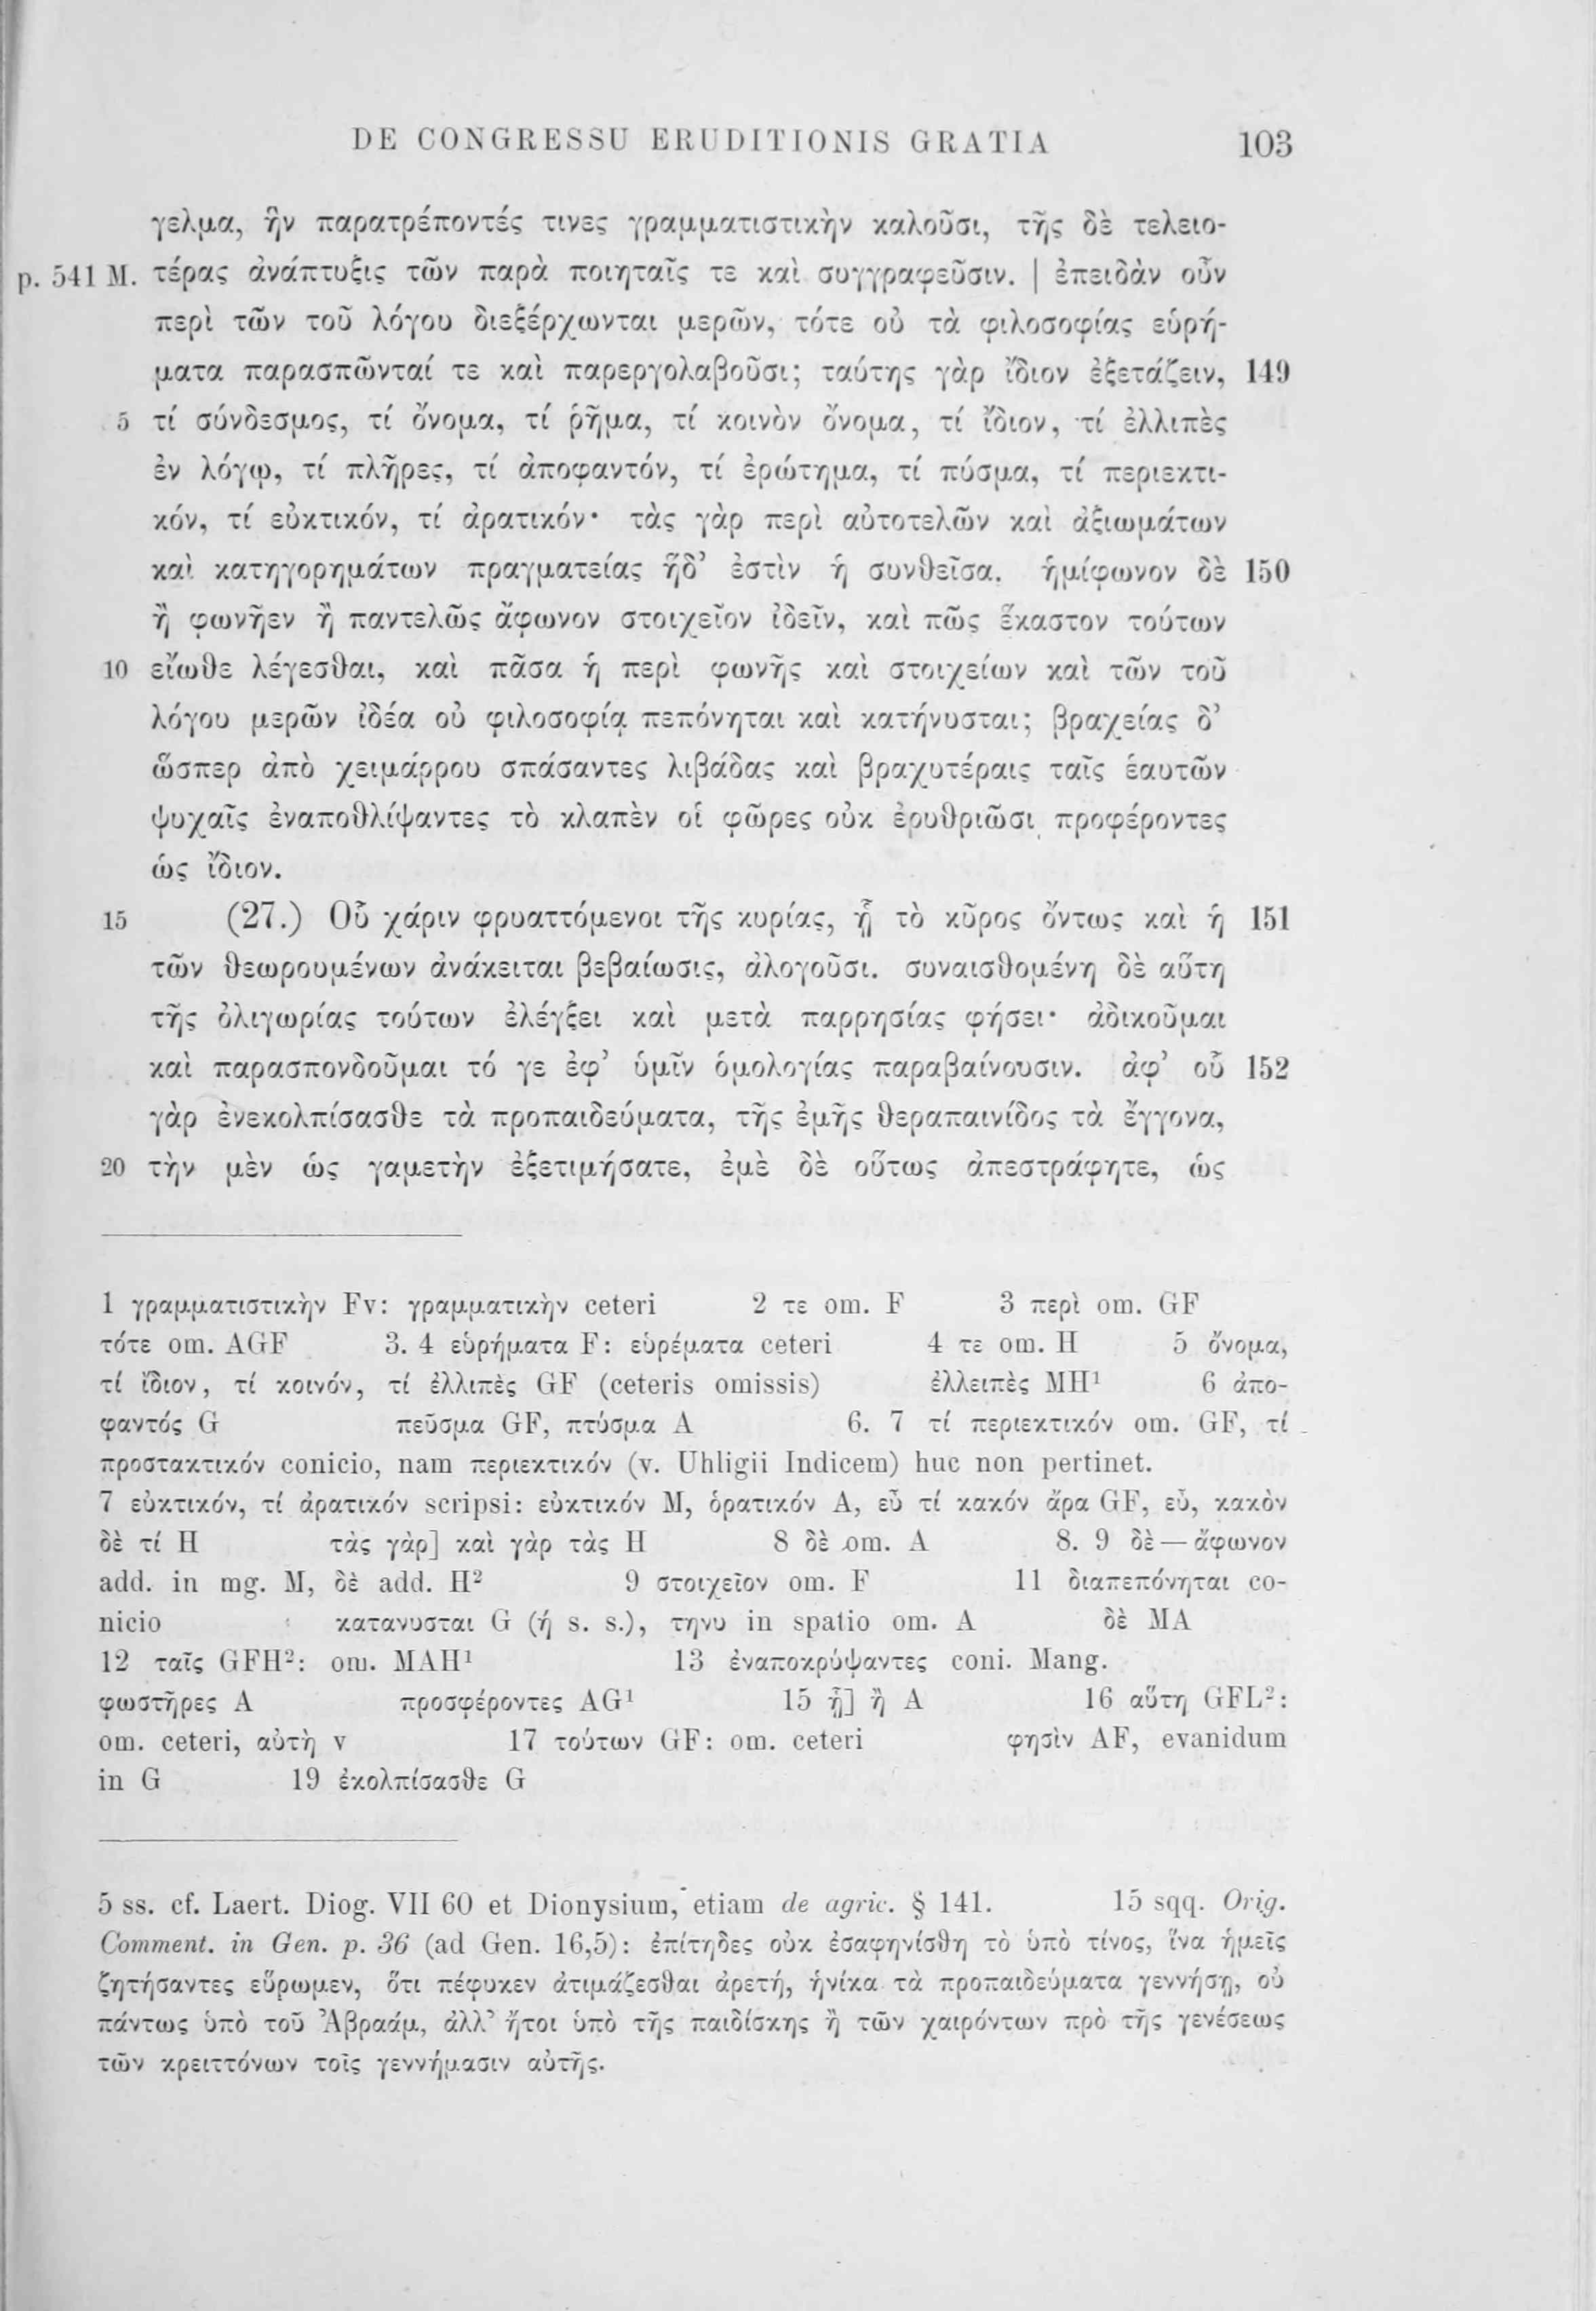 DE CONGRESSU ERUDITIONIS GRATIA 103
γελμα, ἣν παρατρέποντές τινες γραμματιστικὴν καλοῦσι, τῆς δὲ τελειο-
p. 541 M. τέρας ἀνάπτυξις τῶν παρὰ ποιηταῖς τε καὶ συγγραφεῦσιν. | ἐπειδὰν οὖν
περὶ τῶν τοῦ λόγου διεξέρχωνται μερῶν, τότε οὐ τὰ φιλοσοφίας εὑρή-
ματα παρασπῶνταί τε καὶ παρεργολαβοῦσι; ταύτης γὰρ ἴδιον ἐξετάζειν, 149
5 τί σύνδεσμος, τί ὄνομα, τί ῥῆμα, τί κοινὸν ὄνομα, τί ἴδιον, τί ἐλλιπὲς
ἐν λόγῳ, τί πλῆρες, τί ἀποφαντόν, τί ἐρώτημα, τί πύσμα, τί περιεκτι-
κόν, τί εὐκτικόν, τί ἀρατικόν· τὰς γὰρ περὶ αὐτοτελῶν καὶ ἀξιωμάτων
καὶ κατηγορημάτων πραγματείας ἥδ’ ἐστὶν ἡ συνθεῖσα. ἡμίφωνον δὲ 150
ἢ φωνῆεν ἢ παντελῶς ἄφωνον στοιχεῖον ἰδεῖν, καὶ πῶς ἕκαστον τούτων
10 εἴωθε λέγεσθαι, καὶ πᾶσα ἡ περὶ φωνῆς καὶ στοιχείων καὶ τῶν τοῦ
λόγου μερῶν ἰδέα οὐ φιλοσοφίᾳ πεπόνηται καὶ κατήνυσται; βραχείας δ’
ὥσπερ ἀπὸ χειμάρρου σπάσαντες λιβάδας καὶ βραχυτέραις ταῖς ἑαυτῶν
ψυχαῖς ἐναποθλίψαντες τὸ κλαπὲν οἱ φῶρες οὐκ ἐρυθριῶσι προφέροντες
ὡς ἴδιον.
15 (27.) Οὗ χάριν φρυαττόμενοι τῆς κυρίας, ᾗ τὸ κῦρος ὄντως καὶ ἡ 151
τῶν θεωρουμένων ἀνάκειται βεβαίωσις, ἀλογοῦσι. συναισθομένη δὲ αὕτη
τῆς ὀλιγωρίας τούτων ἐλέγξει καὶ μετὰ παρρησίας φήσει· ἀδικοῦμαι
καὶ παρασπονδοῦμαι τό γε ἐφ’ ὑμῖν ὁμολογίας παραβαίνουσιν. ἀφ’ οὗ 152
γὰρ ἐνεκολπίσασθε τὰ προπαιδεύματα, τῆς ἐμῆς θεραπαινίδος τὰ ἔγγονα,
20 τὴν μὲν ὡς γαμετὴν ἐξετιμήσατε, ἐμὲ δὲ οὕτως ἀπεστράφητε, ὡς
1 γραμματιστικὴν Fv: γραμματικὴν ceteri 2 τε om. F 3 περὶ om. GF
τότε om. AGF 3. 4 εὑρήματα F: εὑρέματα ceteri 4 τε om. H 5 ὄνομα,
τί ἴδιον, τί κοινόν, τί ἐλλιπὲς GF (ceteris omissis) ἐλλειπὲς MH¹ 6 ἀπο-
φαντός G πεῦσμα GF, πτύσμα A 6. 7 τί περιεκτικόν om. GF, τί
προστακτικόν conicio, nam περιεκτικόν (v. Uhligii Indicem) huc non pertinet.
7 εὐκτικόν, τί ἀρατικόν scripsi: εὐκτικόν M, ὁρατικόν A, εὖ τί κακόν ἄρα GF, εὖ, κακὸν
δὲ τί H τὰς γὰρ] καὶ γὰρ τὰς H 8 δὲ om. A 8. 9 δὲ — ἄφωνον
add. in mg. M, δὲ add. H² 9 στοιχεῖον om. F 11 διαπεπόνηται co-
nicio κατανυσται G (ή s. s.), τηνυ in spatio om. A δὲ MA
12 ταῖς GFH²: om. MAH¹ 13 ἐναποκρύψαντες coni. Mang.
φωστῆρες A προσφέροντες AG¹ 15 ᾗ] ἢ A 16 αὕτη GFL²:
om. ceteri, αὐτὴ v 17 τούτων GF: om. ceteri φησὶν AF, evanidum
in G 19 ἐκολπίσασθε G
5 ss. cf. Laert. Diog. VII 60 et Dionysium, etiam de agric. § 141. 15 sqq. Orig.
Comment. in Gen. p. 36 (ad Gen. 16,5): ἐπίτηδες οὐκ ἐσαφηνίσθη τὸ ὑπὸ τίνος, ἵνα ἡμεῖς
ζητήσαντες εὕρωμεν, ὅτι πέφυκεν ἀτιμάζεσθαι ἀρετή, ἡνίκα τὰ προπαιδεύματα γεννήσῃ, οὐ
πάντως ὑπὸ τοῦ Ἀβραάμ, ἀλλ’ ἤτοι ὑπὸ τῆς παιδίσκης ἢ τῶν χαιρόντων πρὸ τῆς γενέσεως
τῶν κρειττόνων τοῖς γεννήμασιν αὐτῆς.